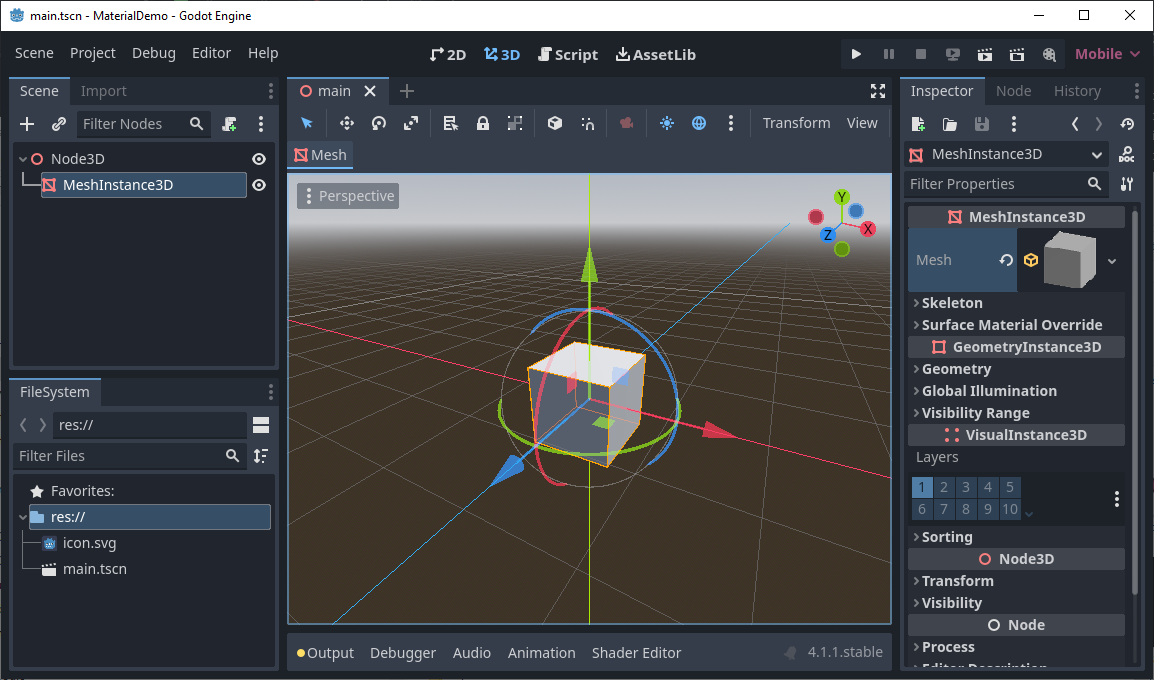 main.tscn - MaterialDemo - Godot Engine
Scene Project Debug Editor Help
2D 3D Script AssetLib
Mobile
Scene Import
Filter Nodes
Node3D
MeshInstance3D
FileSystem
res://
Filter Files
Favorites:
res://
icon.svg
main.tscn
main
Transform View
Mesh
Perspective
Y
X
Z
Output Debugger Audio Animation Shader Editor 4.1.1.stable
Inspector Node History
MeshInstance3D
DOC
Filter Properties
MeshInstance3D
Mesh
Skeleton
Surface Material Override
GeometryInstance3D
Geometry
Global Illumination
Visibility Range
VisualInstance3D
Layers
1 2 3 4 5
6 7 8 9 10
Sorting
Node3D
Transform
Visibility
Node
Process
Editor Description